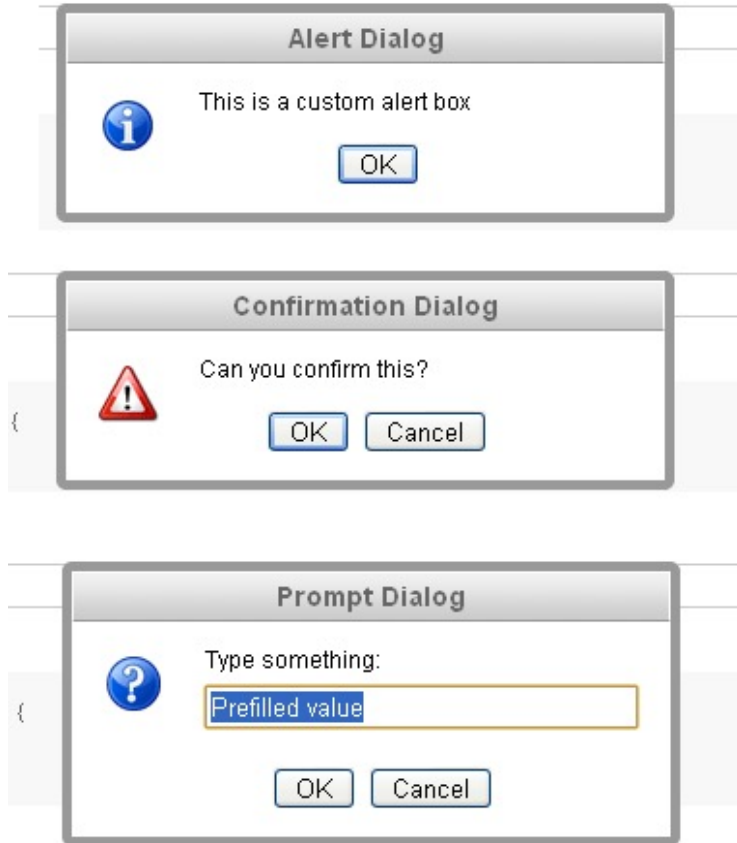 Alert Dialog
This is a custom alert box
OK
Confirmation Dialog
Can you confirm this?
{
OK Cancel
Prompt Dialog
Type something:
Prefilled value
{
OK Cancel